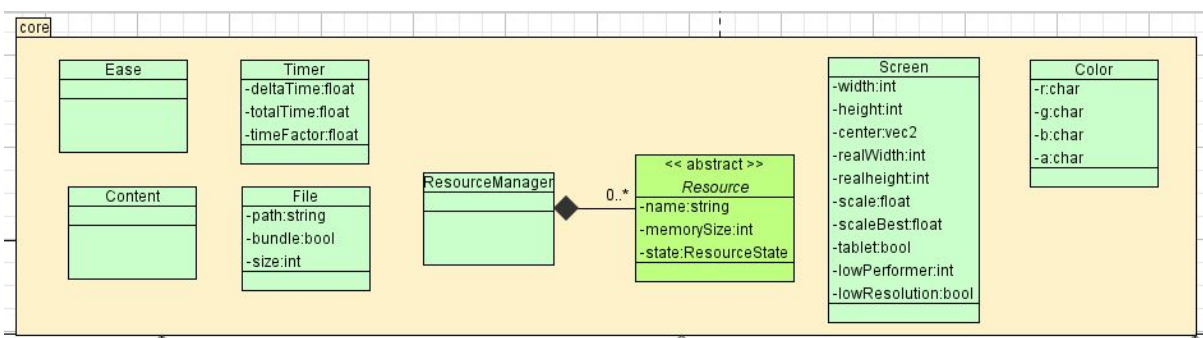 core
Ease
Timer
-deltaTime:float
-totalTime:float
-timeFactor:float
Content
File
-path:string
-bundle:bool
-size:int
ResourceManager
0..*
<< abstract >>
Resource
-name:string
-memorySize:int
-state:ResourceState
Screen
-width:int
-height:int
-center:vec2
-realWidth:int
-realheight:int
-scale:float
-scaleBest:float
-tablet:bool
-lowPerformer:int
-lowResolution:bool
Color
-r:char
-g:char
-b:char
-a:char